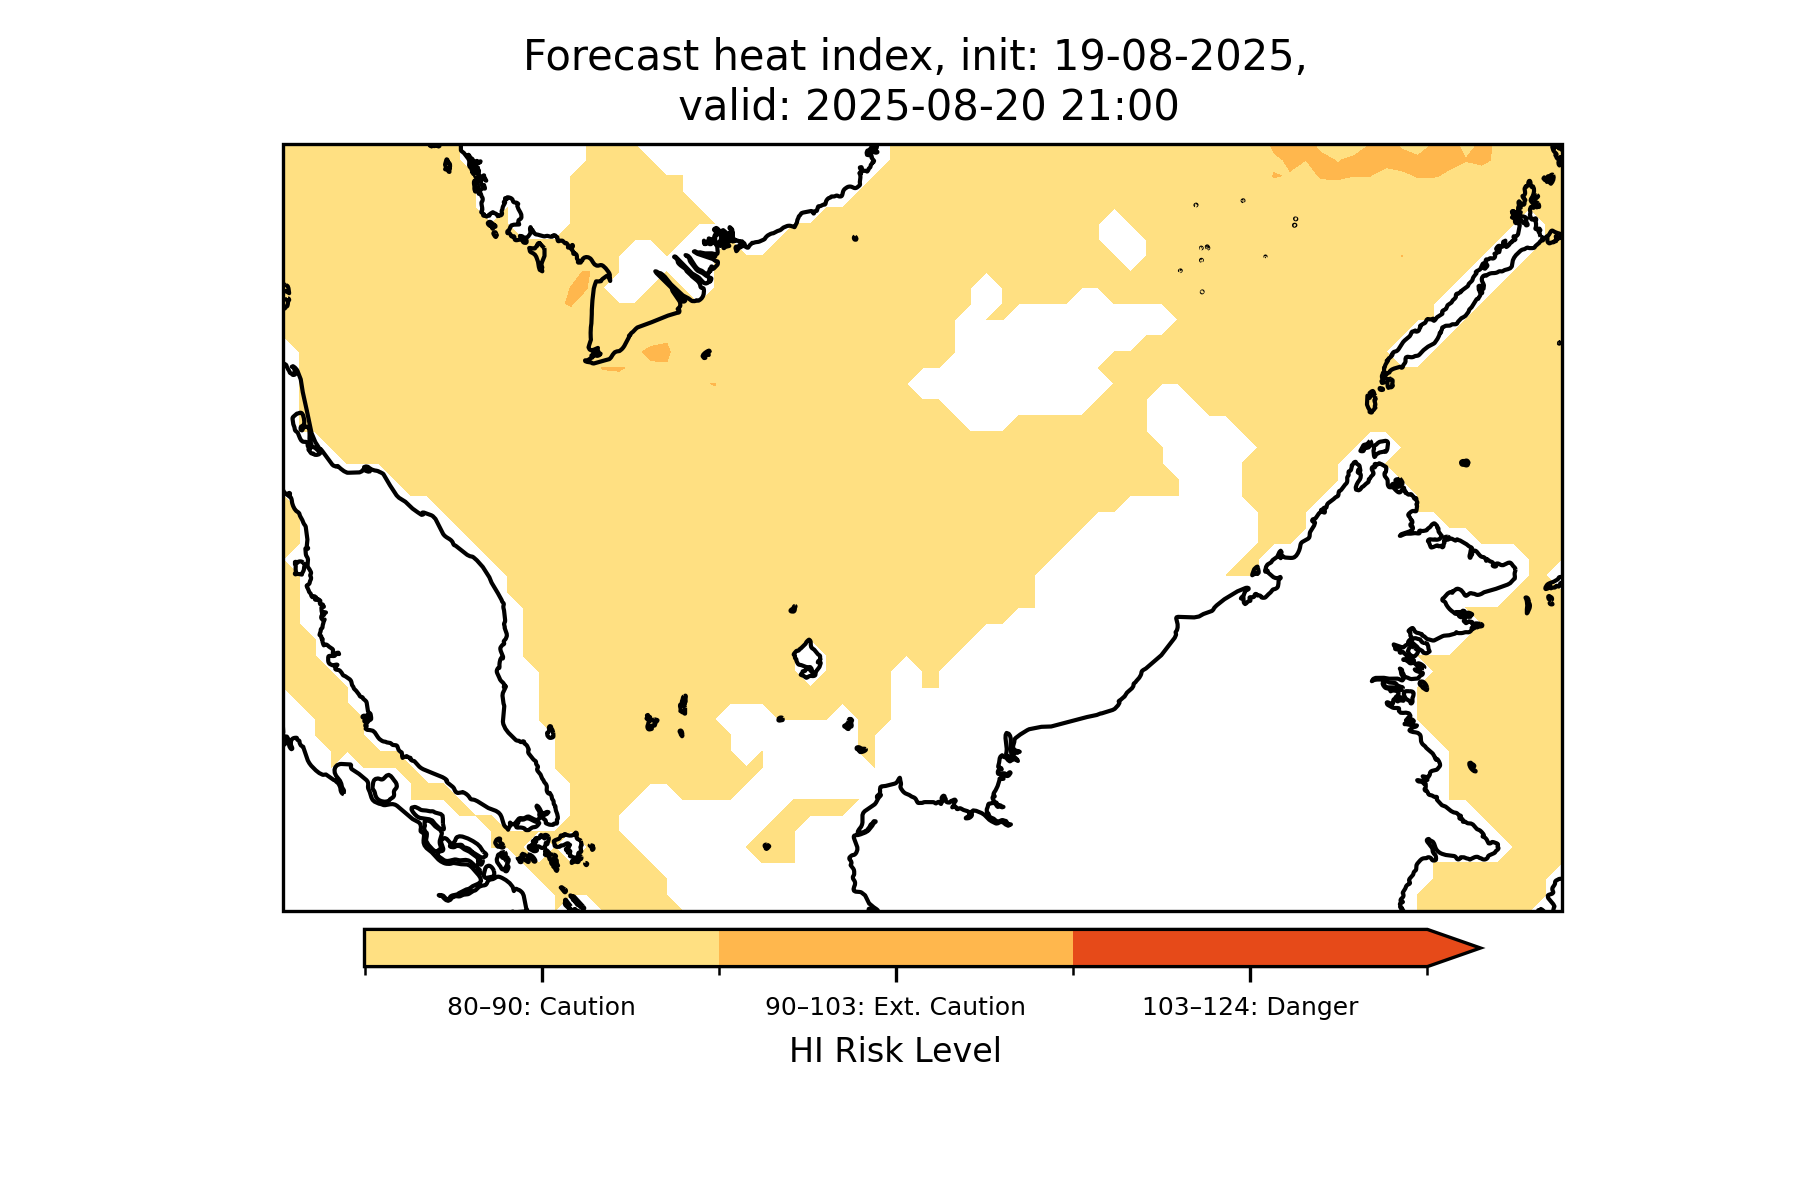 Forecast heat index, init: 19-08-2025,
valid: 2025-08-20 21:00
80–90: Caution
90–103: Ext. Caution
103–124: Danger
HI Risk Level